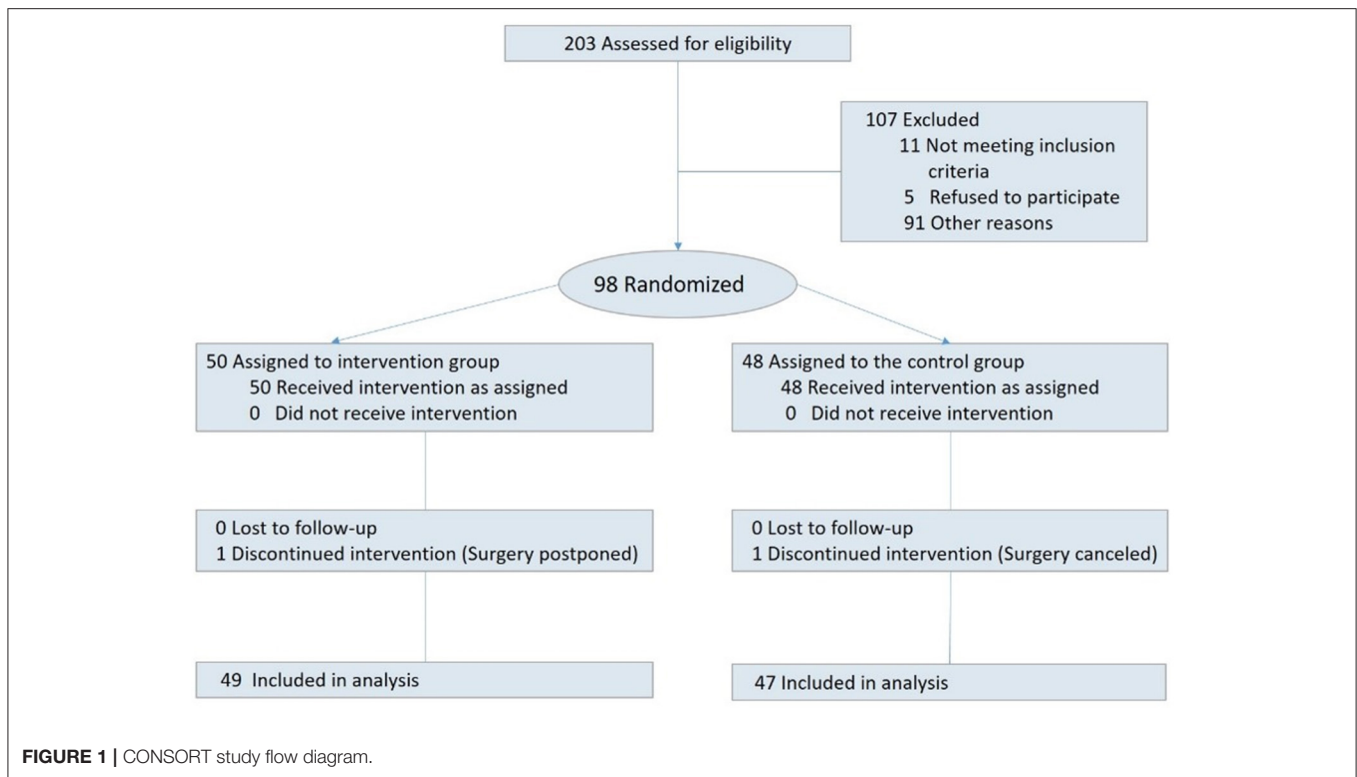 203 Assessed for eligibility
107 Excluded
11 Not meeting inclusion
criteria
5 Refused to participate
91 Other reasons
98 Randomized
50 Assigned to intervention group
50 Received intervention as assigned
0 Did not receive intervention
48 Assigned to the control group
48 Received intervention as assigned
0 Did not receive intervention
0 Lost to follow-up
1 Discontinued intervention (Surgery postponed)
0 Lost to follow-up
1 Discontinued intervention (Surgery canceled)
49 Included in analysis
47 Included in analysis
FIGURE 1 | CONSORT study flow diagram.